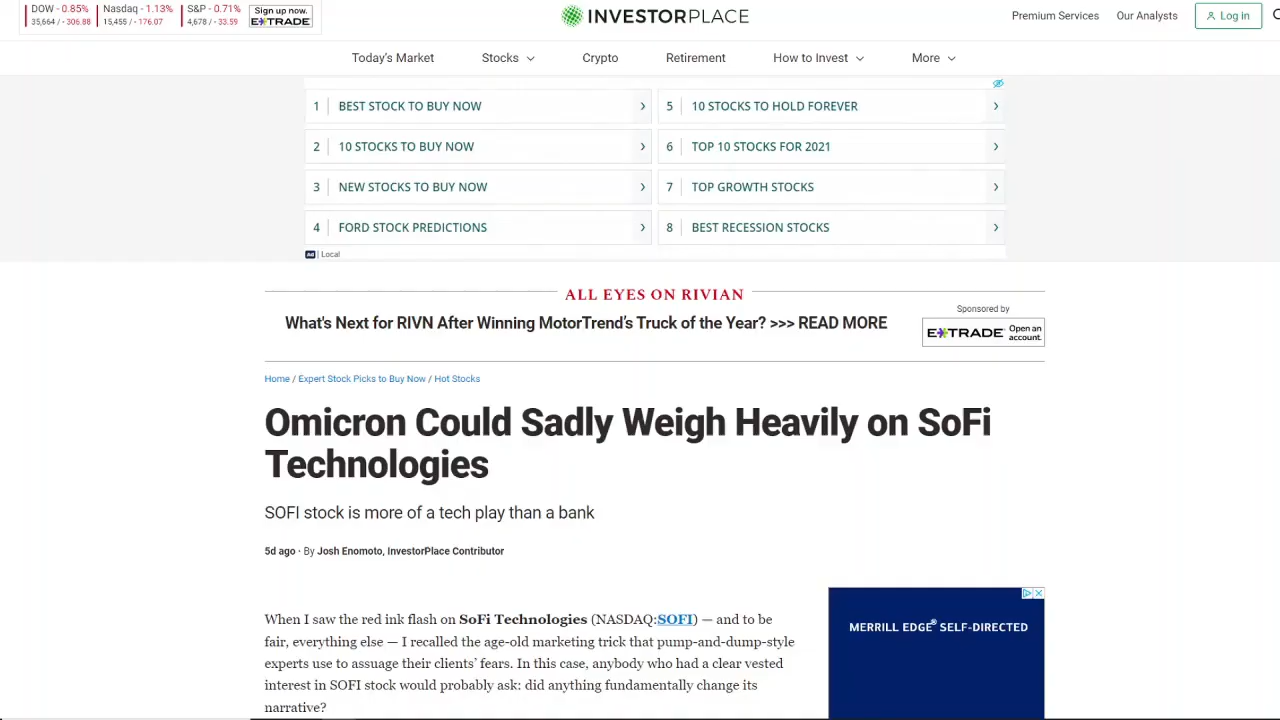 DOW - 0.85%
35,664 / - 306.88
Nasdaq - 1.13%
15,455 / - 176.07
S&P - 0.71%
4,678 / - 33.59
Sign up now.
E*TRADE
INVESTORPLACE
Premium Services
Our Analysts
Log in
Today's Market
Stocks
Crypto
Retirement
How to Invest
More
1 BEST STOCK TO BUY NOW
2 10 STOCKS TO BUY NOW
3 NEW STOCKS TO BUY NOW
4 FORD STOCK PREDICTIONS
5 10 STOCKS TO HOLD FOREVER
6 TOP 10 STOCKS FOR 2021
7 TOP GROWTH STOCKS
8 BEST RECESSION STOCKS
Ad | Local
ALL EYES ON RIVIAN
What's Next for RIVN After Winning MotorTrend's Truck of the Year? >>> READ MORE
Sponsored by
E*TRADE Open an
account.
Home / Expert Stock Picks to Buy Now / Hot Stocks
Omicron Could Sadly Weigh Heavily on SoFi
Technologies
SOFI stock is more of a tech play than a bank
5d ago · By Josh Enomoto, InvestorPlace Contributor
When I saw the red ink flash on SoFi Technologies (NASDAQ:SOFI) — and to be
fair, everything else — I recalled the age-old marketing trick that pump-and-dump-style
experts use to assuage their clients' fears. In this case, anybody who had a clear vested
interest in SOFI stock would probably ask: did anything fundamentally change its
narrative?
MERRILL EDGE® SELF-DIRECTED